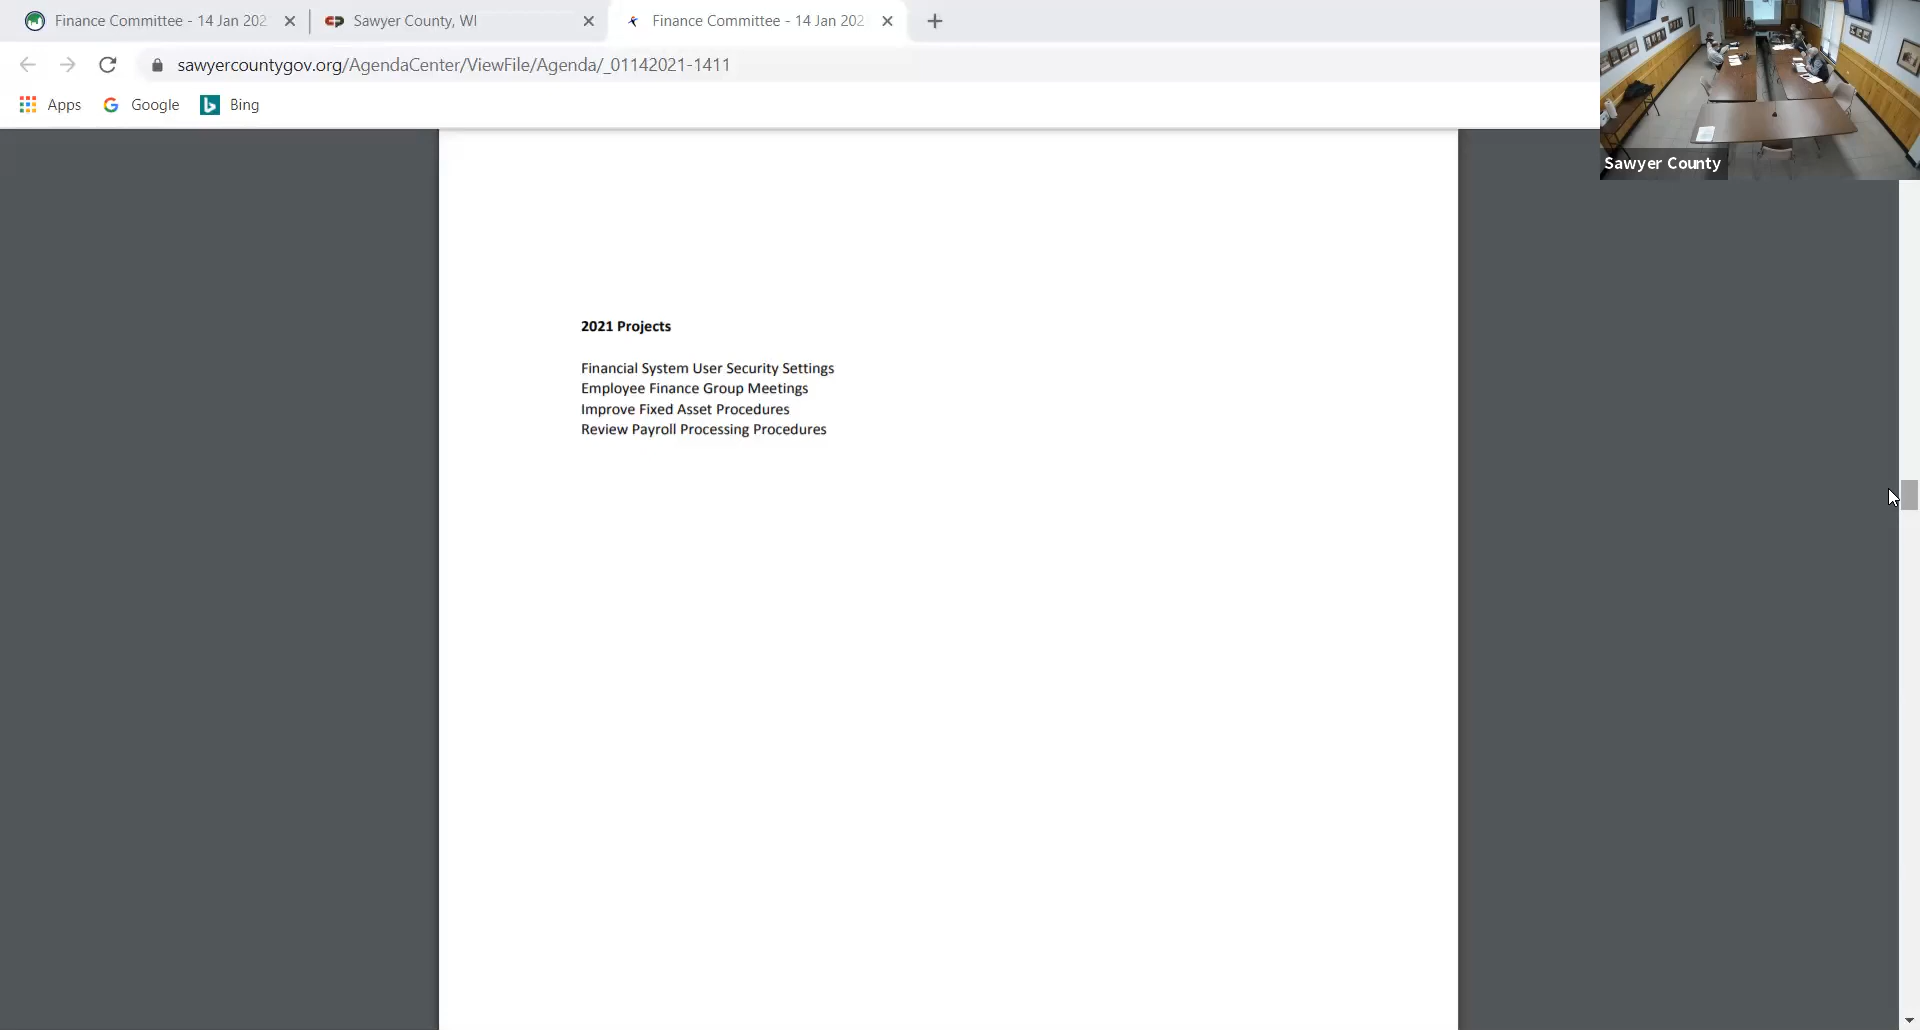 Finance Committee - 14 Jan 202
Sawyer County, WI
Finance Committee - 14 Jan 202
sawyercountygov.org/AgendaCenter/ViewFile/Agenda/_01142021-1411
Apps
Google
Bing
Sawyer County
2021 Projects
Financial System User Security Settings
Employee Finance Group Meetings
Improve Fixed Asset Procedures
Review Payroll Processing Procedures